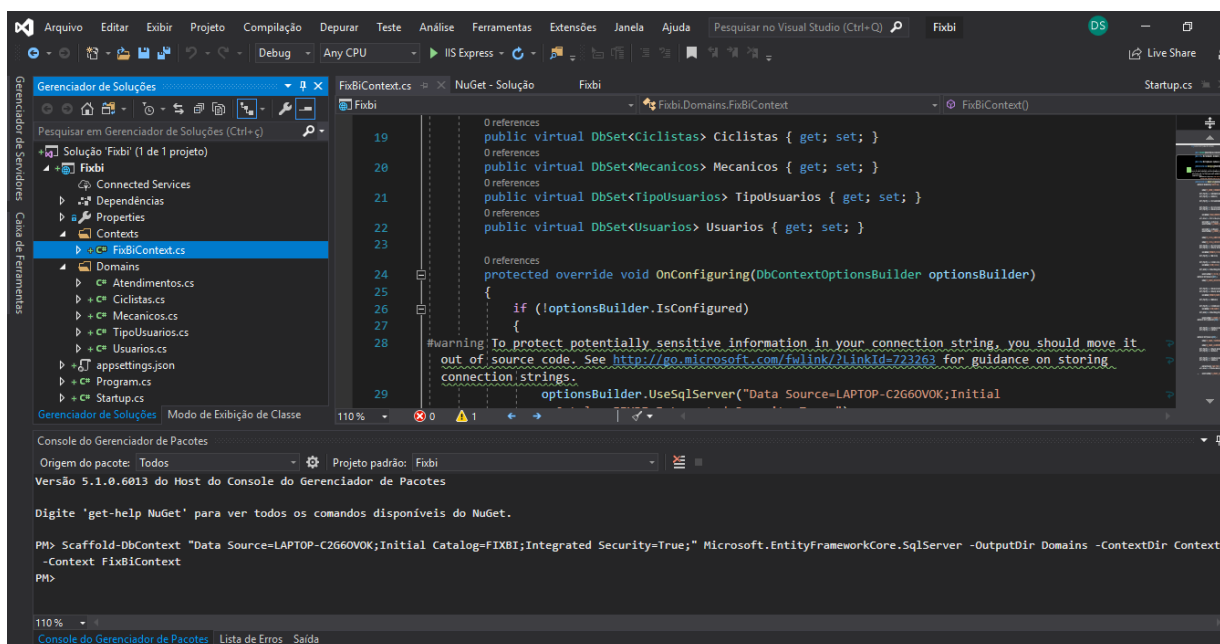 Arquivo Editar Exibir Projeto Compilação Depurar Teste Análise Ferramentas Extensões Janela Ajuda Pesquisar no Visual Studio (Ctrl+Q) Fixbi DS
Debug Any CPU IIS Express Live Share
Gerenciador de Servidores
Caixa de Ferramentas
Gerenciador de Soluções
Pesquisar em Gerenciador de Soluções (Ctrl+ç)
Solução 'Fixbi' (1 de 1 projeto)
Fixbi
Connected Services
Dependências
Properties
Contexts
C# FixBiContext.cs
Domains
C# Atendimentos.cs
C# Ciclistas.cs
C# Mecanicos.cs
C# TipoUsuarios.cs
C# Usuarios.cs
appsettings.json
C# Program.cs
C# Startup.cs
Gerenciador de Soluções Modo de Exibição de Classe
FixBiContext.cs NuGet - Solução Fixbi Startup.cs
Fixbi Fixbi.Domains.FixBiContext FixBiContext()
0 references
19 public virtual DbSet<Ciclistas> Ciclistas { get; set; }
0 references
20 public virtual DbSet<Mecanicos> Mecanicos { get; set; }
0 references
21 public virtual DbSet<TipoUsuarios> TipoUsuarios { get; set; }
0 references
22 public virtual DbSet<Usuarios> Usuarios { get; set; }
23
0 references
24 protected override void OnConfiguring(DbContextOptionsBuilder optionsBuilder)
25 {
26 if (!optionsBuilder.IsConfigured)
27 {
28 #warning To protect potentially sensitive information in your connection string, you should move it
out of source code. See http://go.microsoft.com/fwlink/?LinkId=723263 for guidance on storing
connection strings.
29 optionsBuilder.UseSqlServer("Data Source=LAPTOP-C2G6OVOK;Initial
110 % 0 1
Console do Gerenciador de Pacotes
Origem do pacote: Todos Projeto padrão: Fixbi
Versão 5.1.0.6013 do Host do Console do Gerenciador de Pacotes
Digite 'get-help NuGet' para ver todos os comandos disponíveis do NuGet.
PM> Scaffold-DbContext "Data Source=LAPTOP-C2G6OVOK;Initial Catalog=FIXBI;Integrated Security=True;" Microsoft.EntityFrameworkCore.SqlServer -OutputDir Domains -ContextDir Context
-Context FixBiContext
PM>
110 %
Console do Gerenciador de Pacotes Lista de Erros Saída